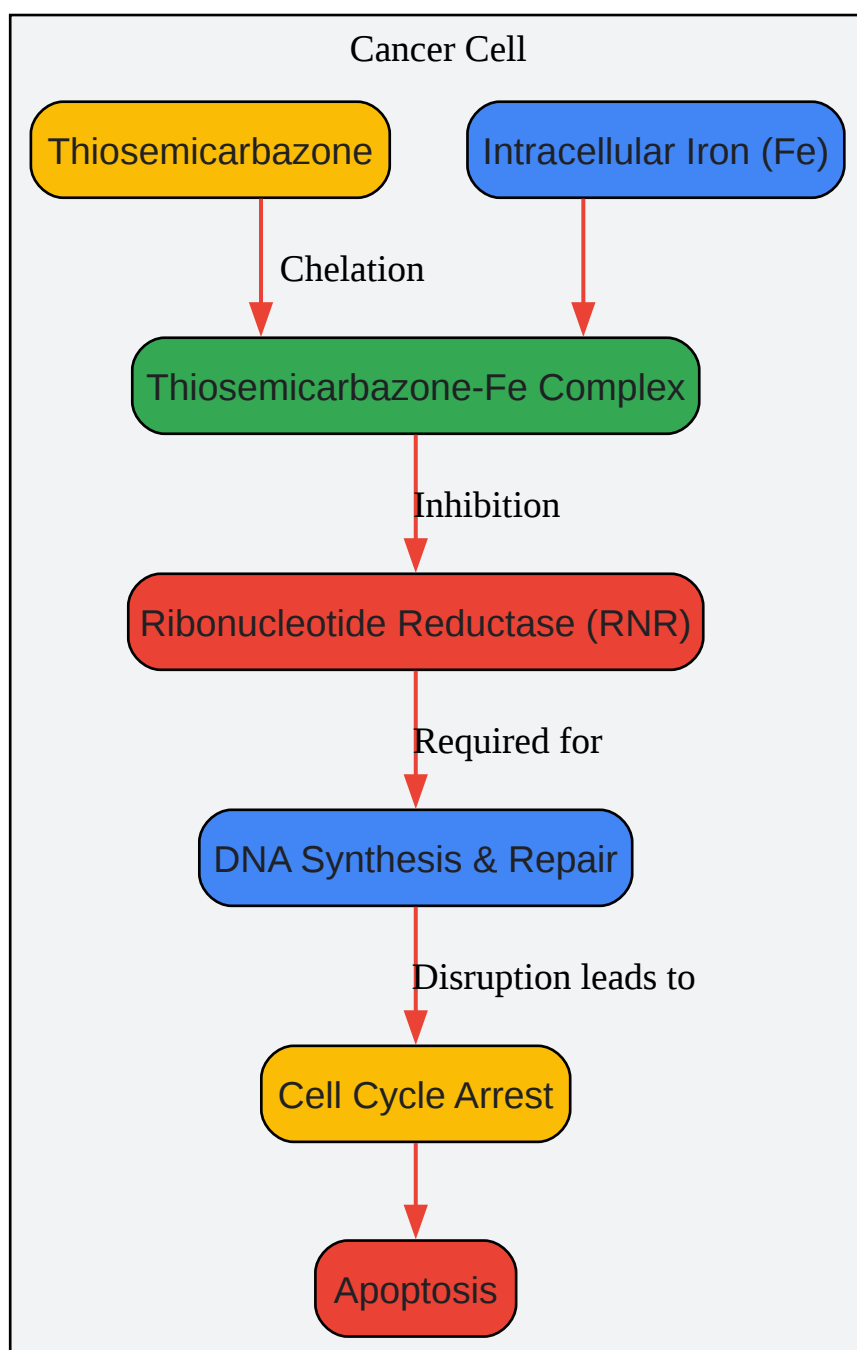 Cancer Cell
Thiosemicarbazone
Intracellular Iron (Fe)
Chelation
Thiosemicarbazone-Fe Complex
Inhibition
Ribonucleotide Reductase (RNR)
Required for
DNA Synthesis & Repair
Disruption leads to
Cell Cycle Arrest
Apoptosis